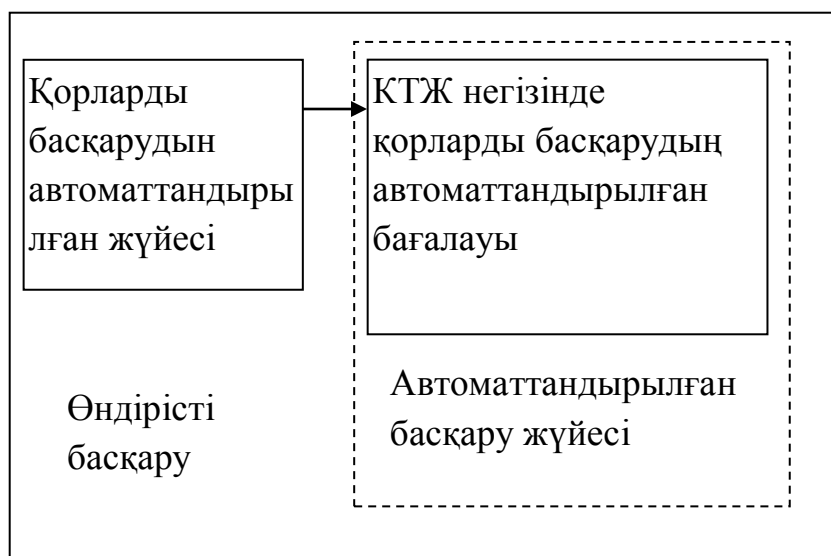 Қорларды
басқарудын
автоматтандыры
лған жүйесі
КТЖ негізінде
қорларды басқарудың
автоматтандырылған
бағалауы
Өндірісті
басқару
Автоматтандырылған
басқару жүйесі